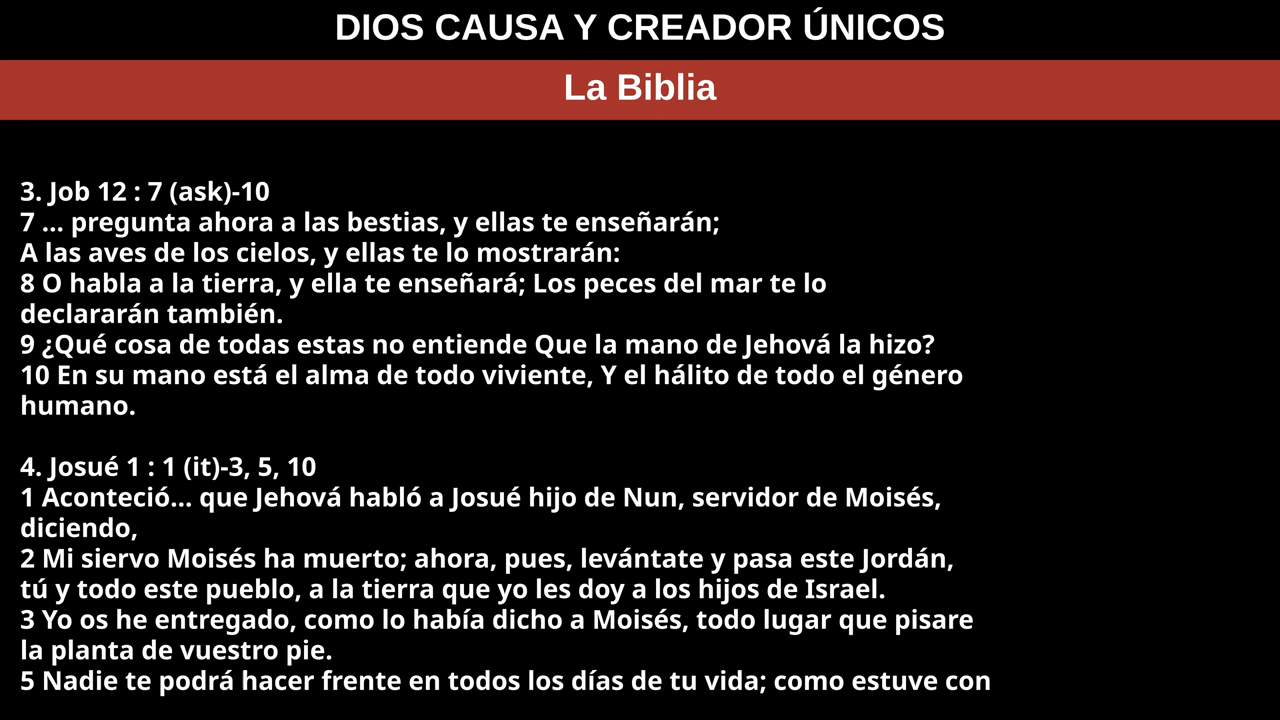 DIOS CAUSA Y CREADOR ÚNICOS
La Biblia
3. Job 12 : 7 (ask)-10
7 ... pregunta ahora a las bestias, y ellas te enseñarán;
A las aves de los cielos, y ellas te lo mostrarán:
8 O habla a la tierra, y ella te enseñará; Los peces del mar te lo
declararán también.
9 ¿Qué cosa de todas estas no entiende Que la mano de Jehová la hizo?
10 En su mano está el alma de todo viviente, Y el hálito de todo el género
humano.
4. Josué 1 : 1 (it)-3, 5, 10
1 Aconteció... que Jehová habló a Josué hijo de Nun, servidor de Moisés,
diciendo,
2 Mi siervo Moisés ha muerto; ahora, pues, levántate y pasa este Jordán,
tú y todo este pueblo, a la tierra que yo les doy a los hijos de Israel.
3 Yo os he entregado, como lo había dicho a Moisés, todo lugar que pisare
la planta de vuestro pie.
5 Nadie te podrá hacer frente en todos los días de tu vida; como estuve con